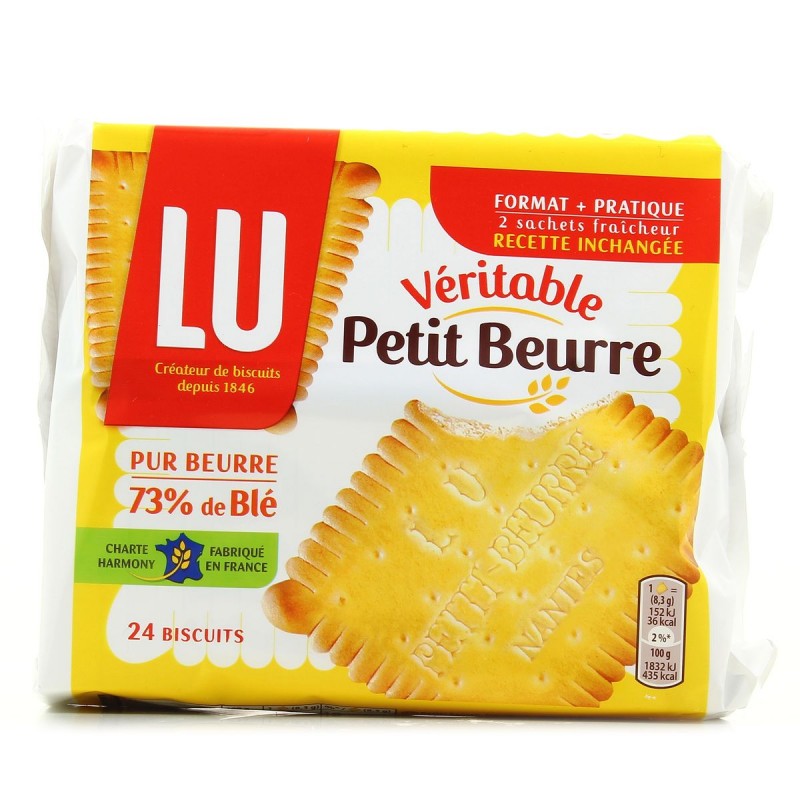 LU
Créateur de biscuits
depuis 1846
FORMAT + PRATIQUE
2 sachets fraîcheur
RECETTE INCHANGÉE
Véritable
Petit Beurre
PUR BEURRE
73% de Blé
CHARTE
HARMONY
FABRIQUÉ
EN FRANCE
24 BISCUITS
LU
PETIT-BEURRE
NANTES
1 =
(8,3 g)
152 kJ
36 kcal
2 %*
100 g
1832 kJ
435 kcal